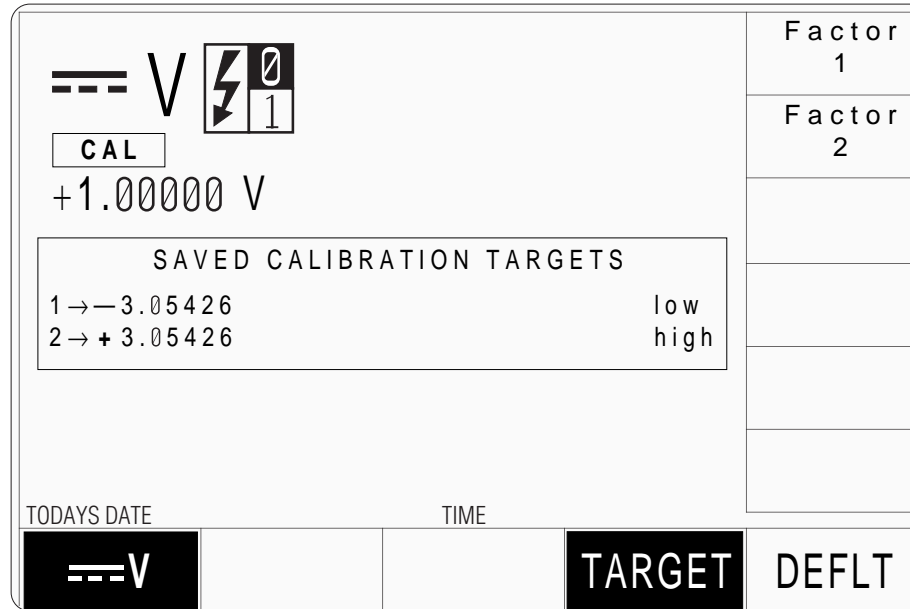 V 0
1
CAL
+1.00000 V
SAVED CALIBRATION TARGETS
1→—3.05426 low
2→+3.05426 high
Factor
1
Factor
2
TODAYS DATE TIME
V TARGET DEFLT